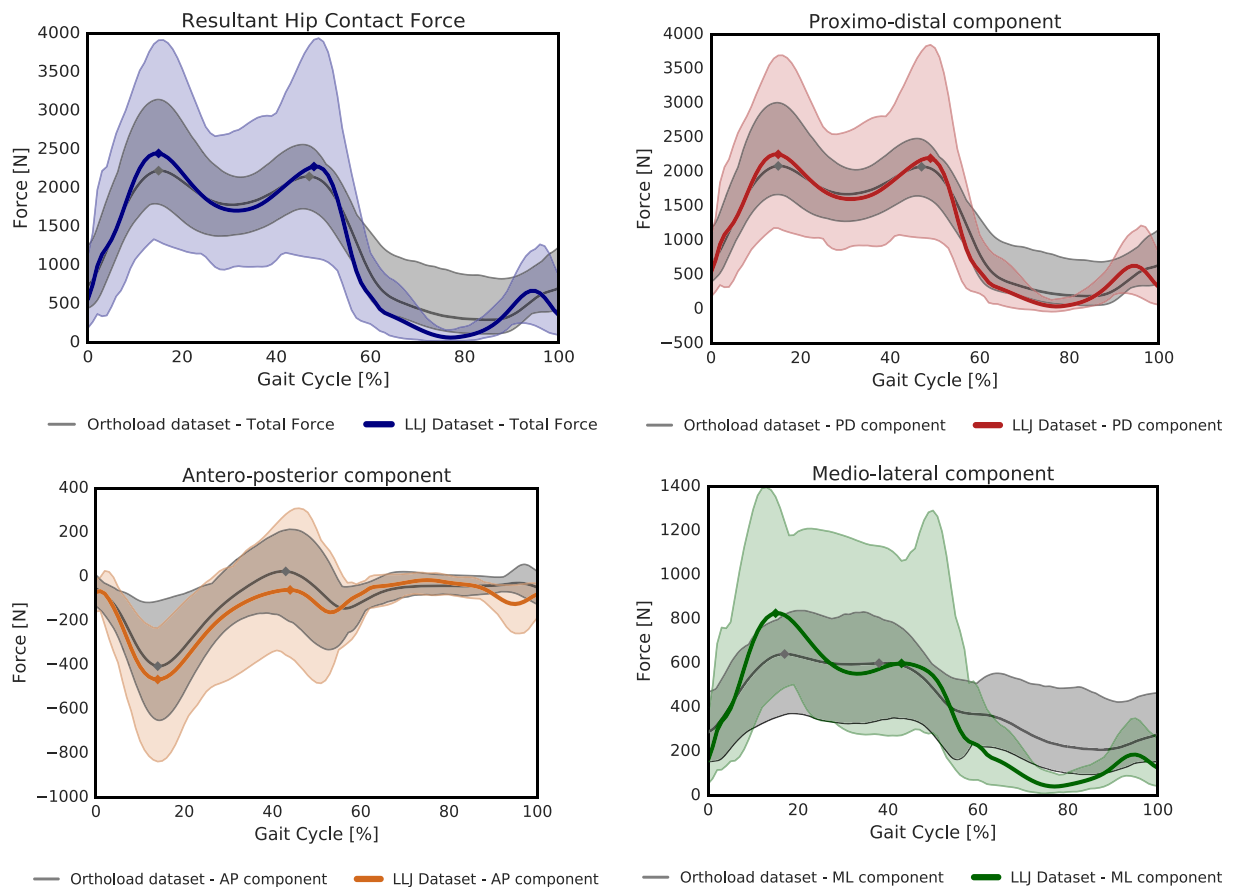 Resultant Hip Contact Force
4000
3500
3000
2500
2000
1500
1000
500
0
Force [N]
0 20 40 60 80 100
Gait Cycle [%]
Orthoload dataset - Total Force LLJ Dataset - Total Force
Proximo-distal component
4000
3500
3000
2500
2000
1500
1000
500
0
−500
Force [N]
0 20 40 60 80 100
Gait Cycle [%]
Orthoload dataset - PD component LLJ Dataset - PD component
Antero-posterior component
400
200
0
−200
−400
−600
−800
−1000
Force [N]
0 20 40 60 80 100
Gait Cycle [%]
Orthoload dataset - AP component LLJ Dataset - AP component
Medio-lateral component
1400
1200
1000
800
600
400
200
0
Force [N]
0 20 40 60 80 100
Gait Cycle [%]
Orthoload dataset - ML component LLJ Dataset - ML component